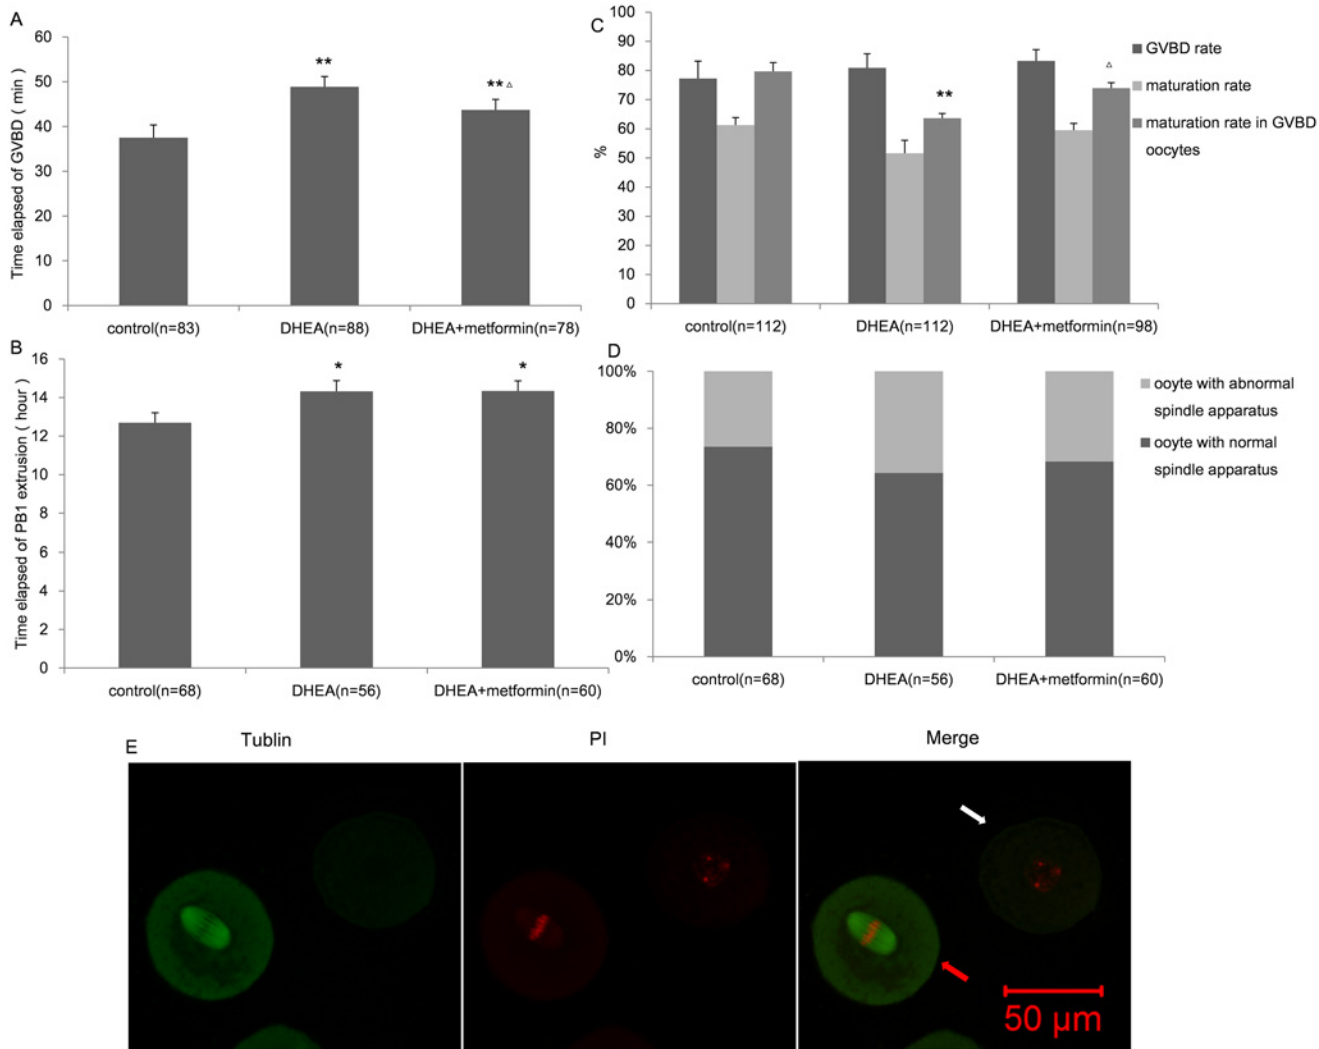 A
Time elapsed of GVBD ( min )
60
50
40
30
20
10
0
**
** △
control(n=83)
DHEA(n=88)
DHEA+metformin(n=78)
B
Time elapsed of PB1 extrusion ( hour )
16
14
12
10
8
6
4
2
0
*
*
control(n=68)
DHEA(n=56)
DHEA+metformin(n=60)
C
%
100
90
80
70
60
50
40
30
20
10
0
**
△
control(n=112)
DHEA(n=112)
DHEA+metformin(n=98)
GVBD rate
maturation rate
maturation rate in GVBD
oocytes
D
100%
80%
60%
40%
20%
0%
control(n=68)
DHEA(n=56)
DHEA+metformin(n=60)
ooyte with abnormal
spindle apparatus
ooyte with normal
spindle apparatus
E
Tublin
PI
Merge
50 μm